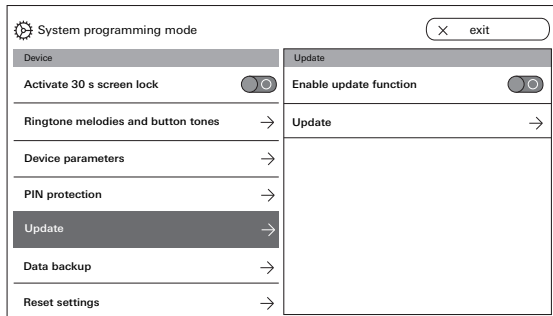 System programming mode
× exit
Device
Activate 30 s screen lock
Ringtone melodies and button tones
Device parameters
PIN protection
Update
Data backup
Reset settings
Update
Enable update function
Update